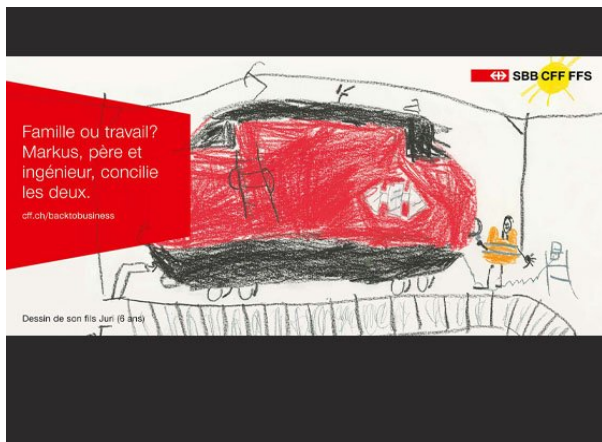 SBB CFF FFS
Famille ou travail?
Markus, père et
ingénieur, concilie
les deux.
cff.ch/backtobusiness
Dessin de son fils Juri (6 ans)